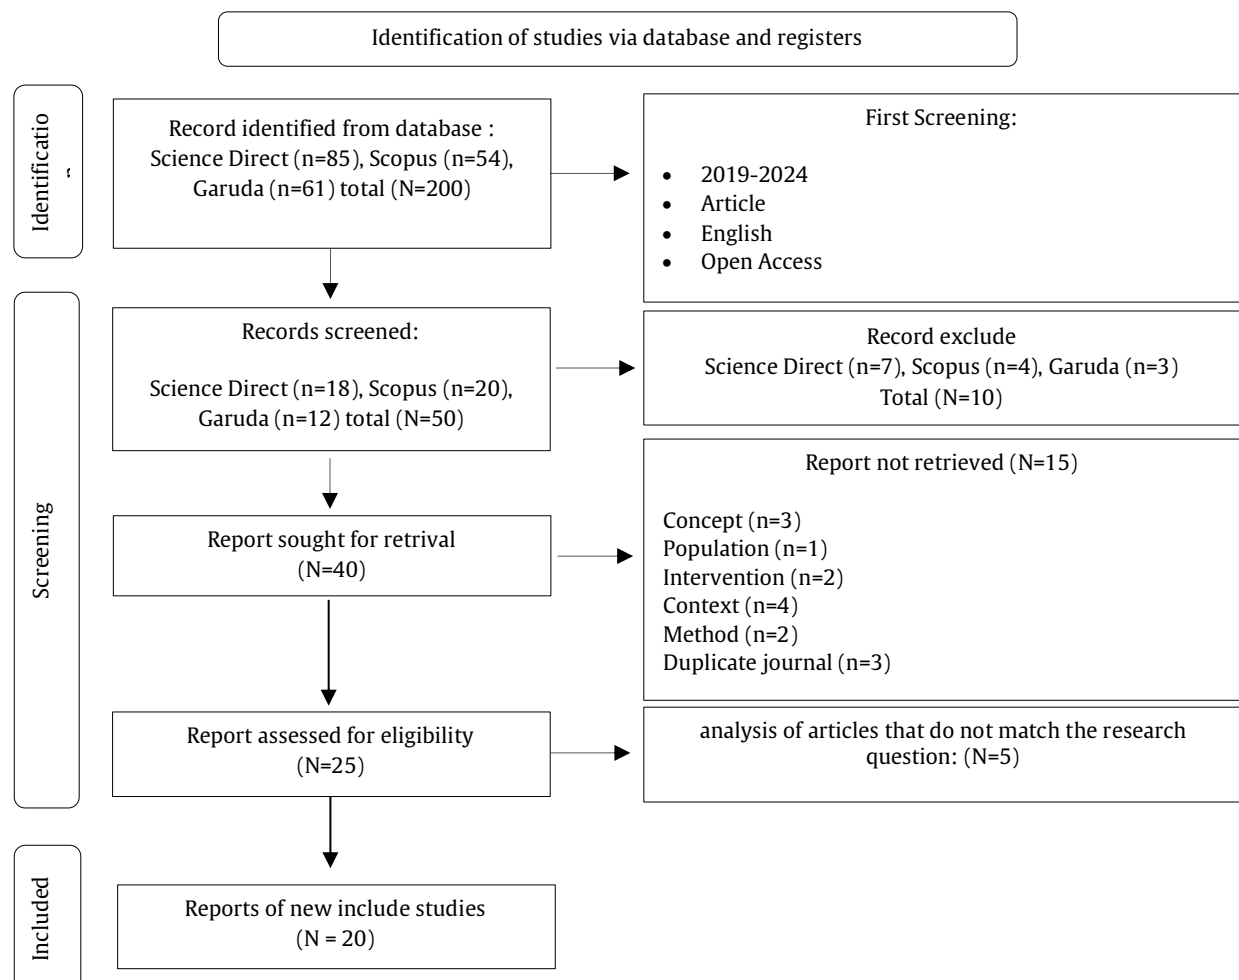 Identification of studies via database and registers
Identificatio
n
Record identified from database :
Science Direct (n=85), Scopus (n=54),
Garuda (n=61) total (N=200)
First Screening:
• 2019-2024
• Article
• English
• Open Access
Screening
Records screened:
Science Direct (n=18), Scopus (n=20),
Garuda (n=12) total (N=50)
Record exclude
Science Direct (n=7), Scopus (n=4), Garuda (n=3)
Total (N=10)
Report sought for retrival
(N=40)
Report not retrieved (N=15)
Concept (n=3)
Population (n=1)
Intervention (n=2)
Context (n=4)
Method (n=2)
Duplicate journal (n=3)
Report assessed for eligibility
(N=25)
analysis of articles that do not match the research
question: (N=5)
Included
Reports of new include studies
(N = 20)